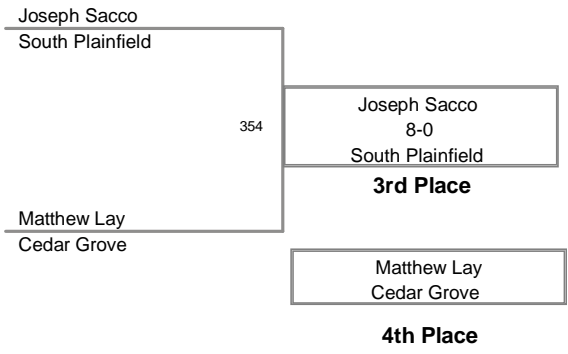 Joseph Sacco
South Plainfield
354
Joseph Sacco
8-0
South Plainfield
3rd Place
Matthew Lay
Cedar Grove
Matthew Lay
Cedar Grove
4th Place